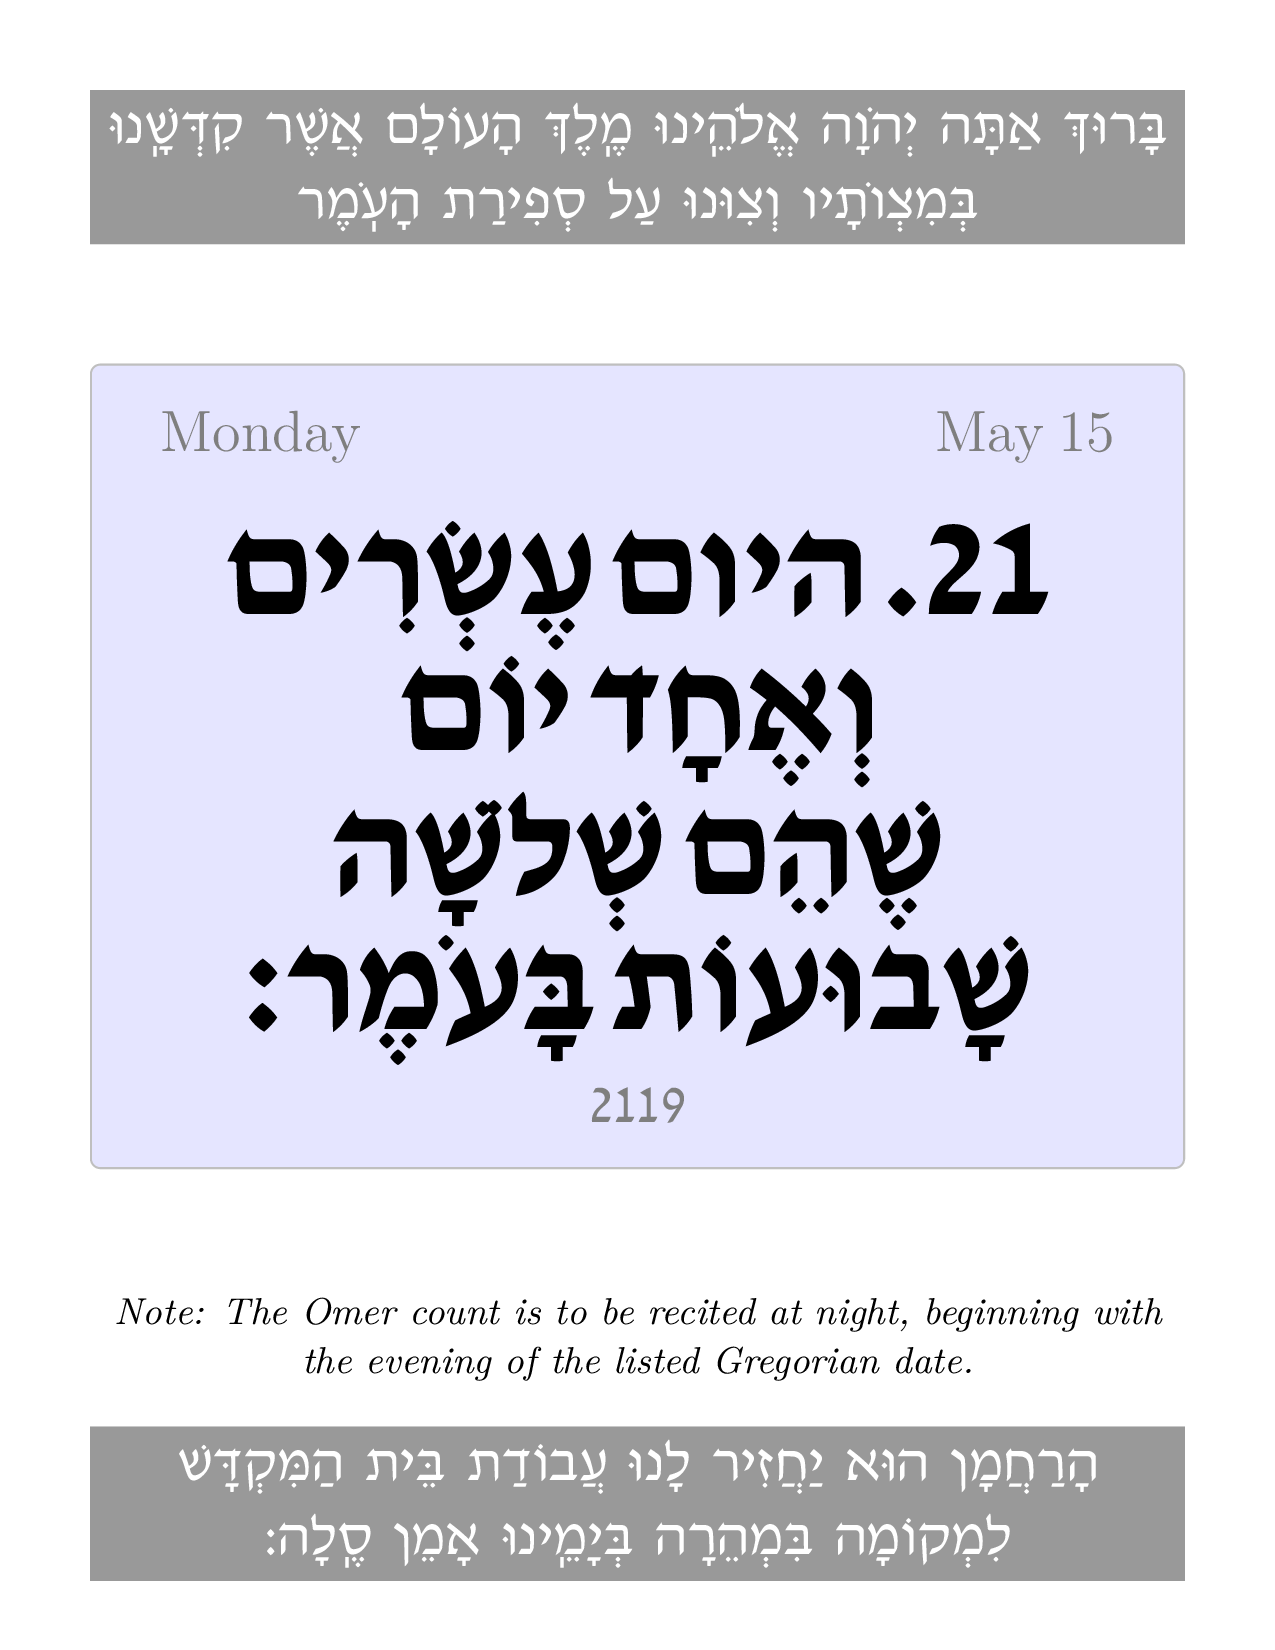 בָּרוּךְ אַתָּה יְהֹוָה אֱלֹהֵֽינוּ מֶֽלֶךְ הָעוֹלָם אֲשֶׁר קִדְּשָֽׁנוּ
בְּמִצְוֹתָיו וְצִוּנוּ עַל סְפִירַת הָעֹֽמֶר
Monday May 15
21. היום עֶשְׂרִים
וְאֶחָד יוֹם
שֶׁהֵם שְׁלֹשָׁה
שָׁבוּעוֹת בָּעֹמֶר:
2119
Note: The Omer count is to be recited at night, beginning with
the evening of the listed Gregorian date.
הָרַחֲמָן הוּא יַחֲזִיר לָנוּ עֲבוֹדַת בֵּית הַמִּקְדָּשׁ
לִמְקוֹמָהּ בִּמְהֵרָה בְּיָמֵֽינוּ אָמֵן סֶֽלָה: